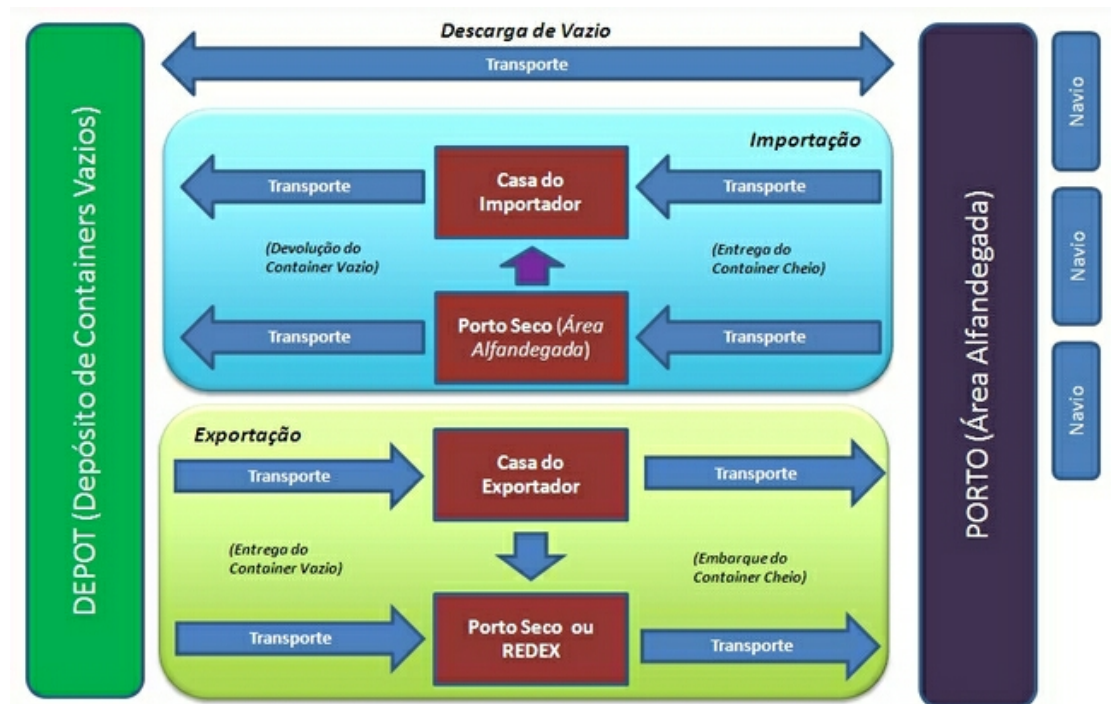 Descarga de Vazio
Transporte
DEPOT (Depósito de Containers Vazios)
Importação
Transporte
Casa do
Importador
Transporte
(Devolução do
Container Vazio)
(Entrega do
Container Cheio)
Transporte
Porto Seco (Área
Alfandegada)
Transporte
Exportação
Transporte
Casa do
Exportador
Transporte
(Entrega do
Container Vazio)
(Embarque do
Container Cheio)
Transporte
Porto Seco ou
REDEX
Transporte
PORTO (Área Alfandegada)
Navio
Navio
Navio